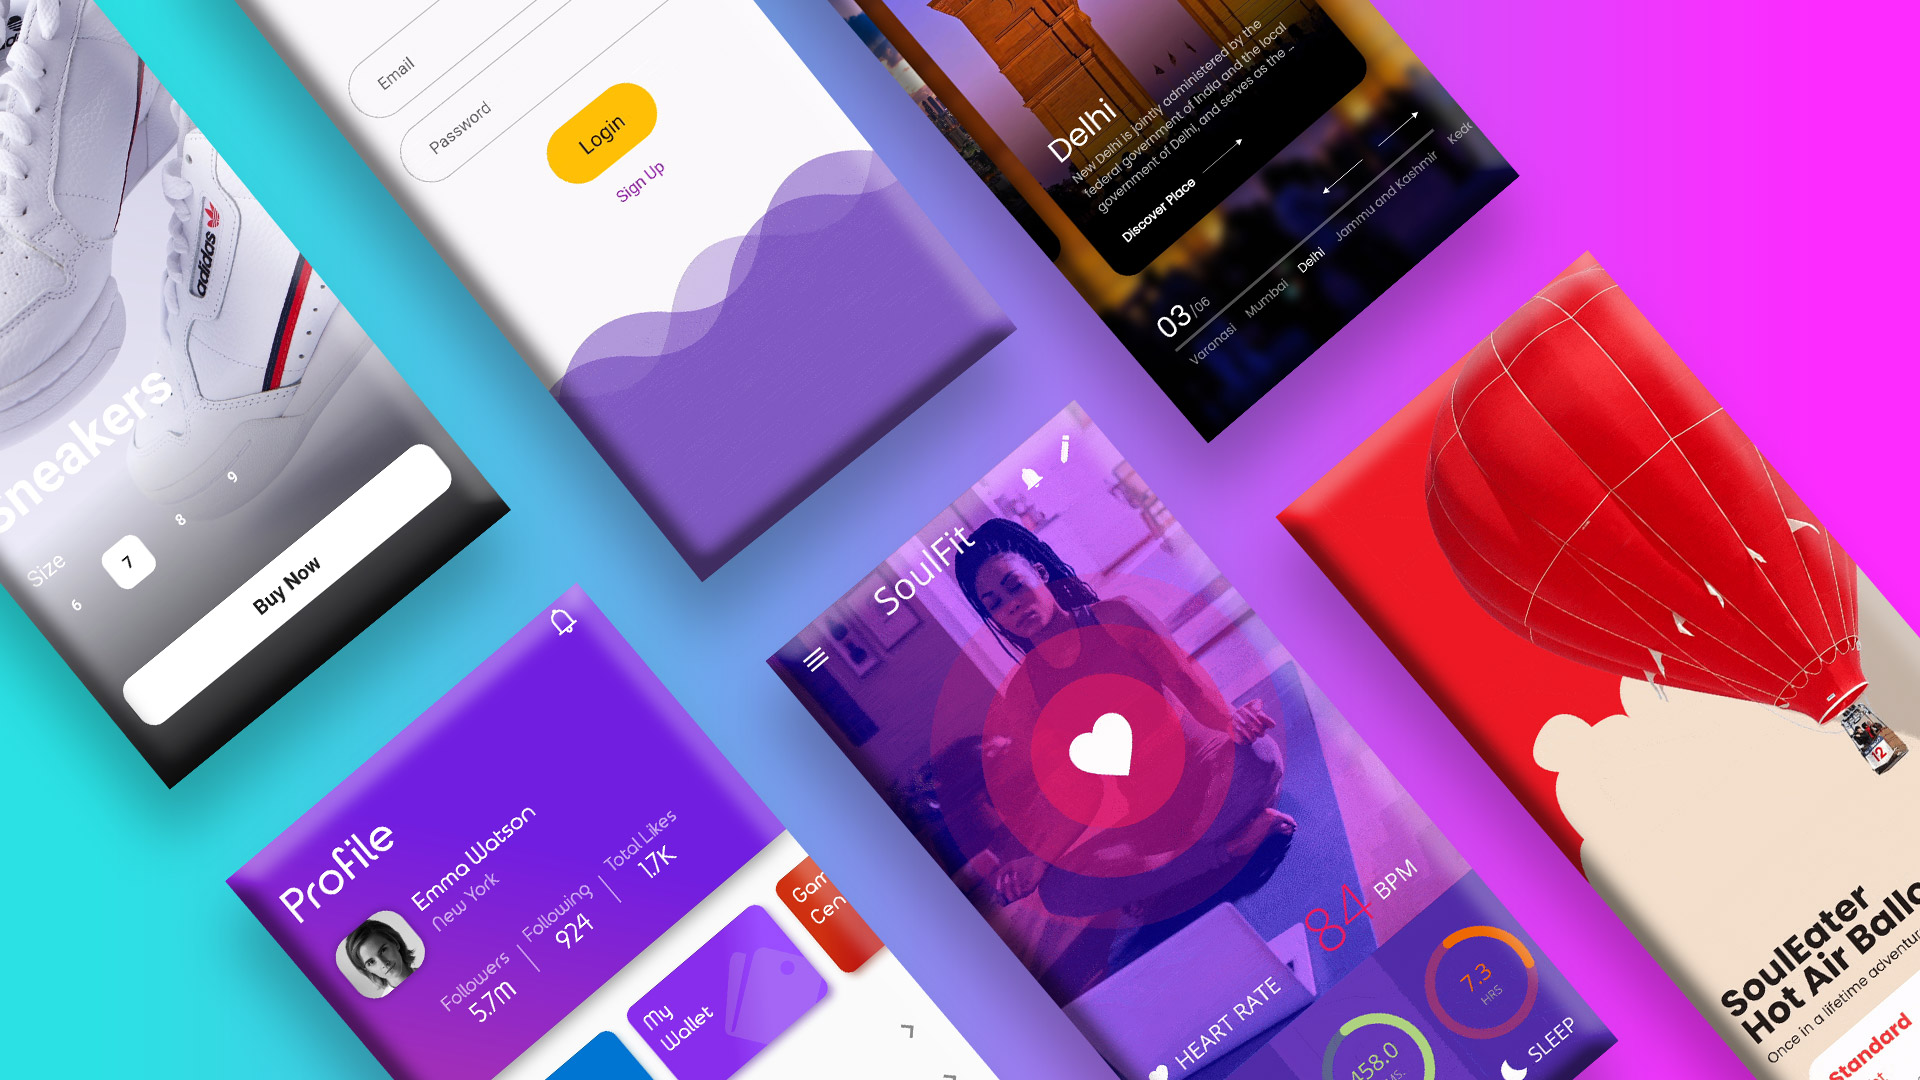 adidas
Sneakers
Size
6
7
8
9
Buy Now
Email
Password
Login
Sign Up
Delhi
New Delhi is jointly administered by the
federal government of India and the local
government of Delhi, and serves as the ...
Discover Place
03/06
Varanasi
Mumbai
Delhi
Jammu and Kashmir
Profile
Emma Watson
New York
Followers
5.7m
Following
924
Total Likes
1.7K
My
Wallet
SoulFit
84 BPM
HEART RATE
458.0
7.3
HRS
SLEEP
12
SoulEater
Hot Air
Once in a lifetime
Standard